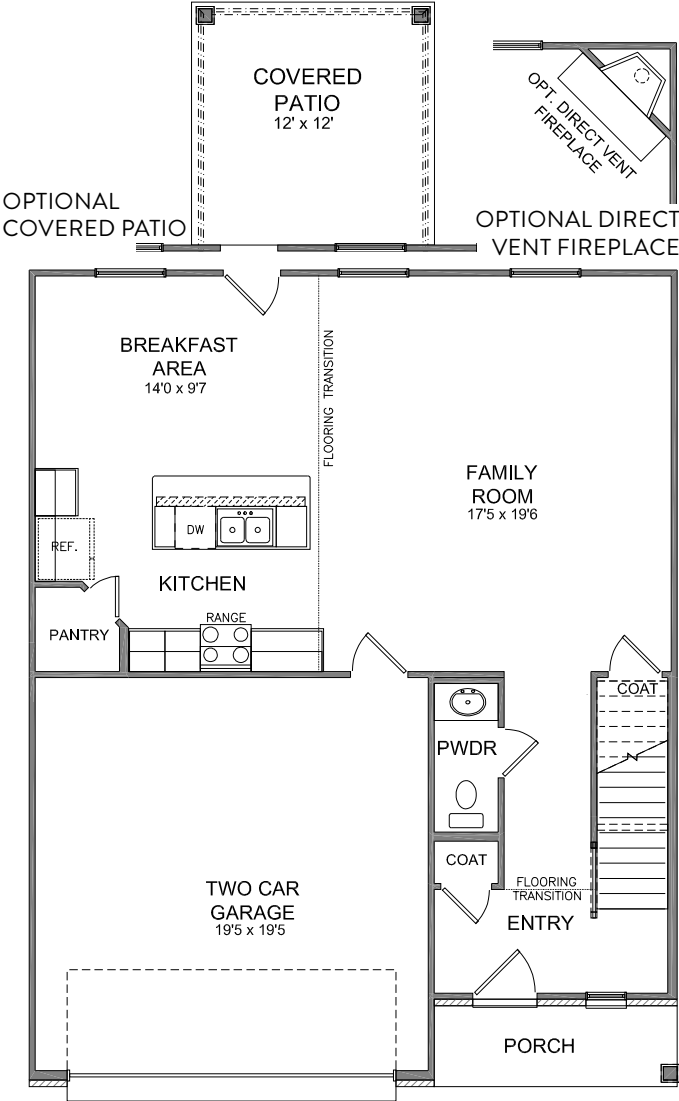 COVERED
PATIO
12' x 12'
OPT. DIRECT VENT
FIREPLACE
OPTIONAL
COVERED PATIO
OPTIONAL DIRECT
VENT FIREPLACE
BREAKFAST
AREA
14'0 x 9'7
FLOORING TRANSITION
FAMILY
ROOM
17'5 x 19'6
DW
REF.
KITCHEN
PANTRY
RANGE
COAT
PWDR
COAT
FLOORING
TRANSITION
ENTRY
TWO CAR
GARAGE
19'5 x 19'5
PORCH